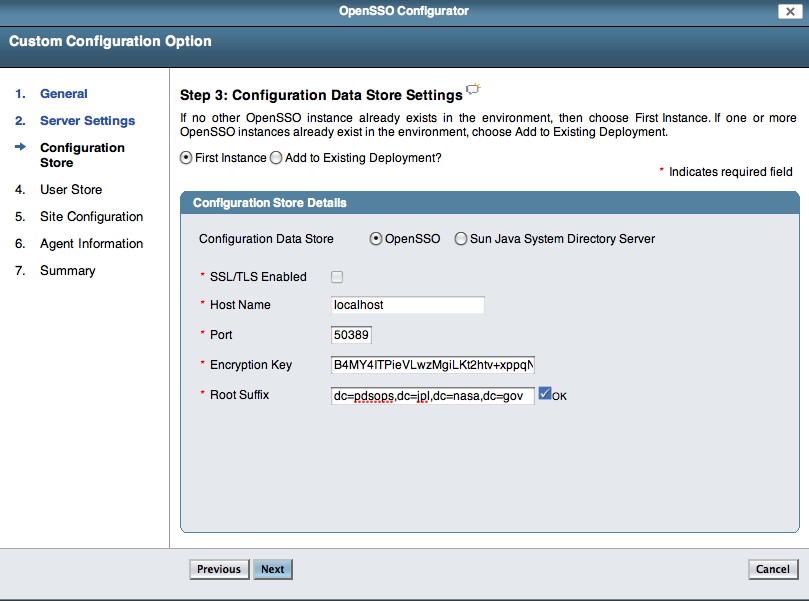 OpenSSO Configurator
Custom Configuration Option
1. General
2. Server Settings
Configuration
Store
4. User Store
5. Site Configuration
6. Agent Information
7. Summary
Step 3: Configuration Data Store Settings
If no other OpenSSO instance already exists in the environment, then choose First Instance. If one or more
OpenSSO instances already exist in the environment, choose Add to Existing Deployment.
First Instance Add to Existing Deployment?
* Indicates required field
Configuration Store Details
Configuration Data Store OpenSSO Sun Java System Directory Server
* SSL/TLS Enabled
* Host Name localhost
* Port 50389
* Encryption Key
* Root Suffix dc=pdsops,dc=jpl,dc=nasa,dc=gov OK
Previous Next Cancel